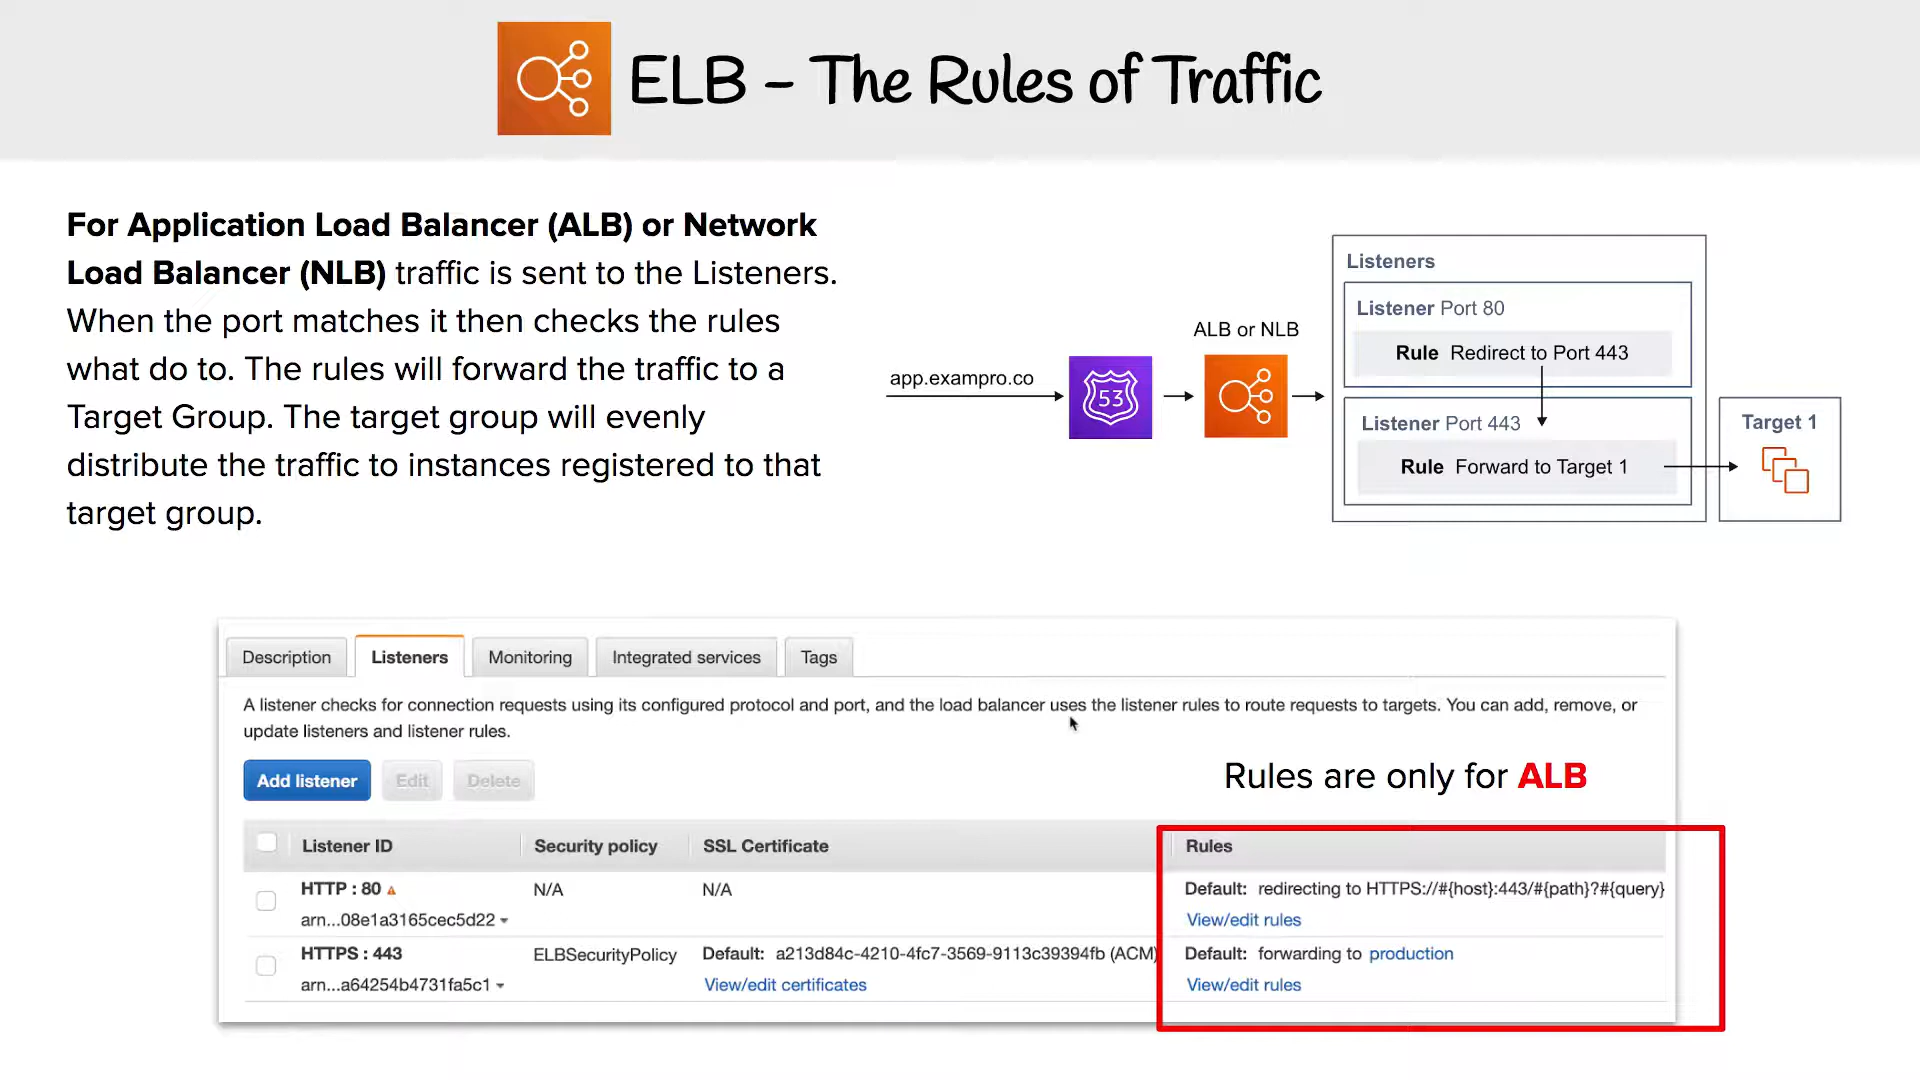 ELB – The Rules of Traffic
For Application Load Balancer (ALB) or Network
Load Balancer (NLB) traffic is sent to the Listeners.
When the port matches it then checks the rules
what do to. The rules will forward the traffic to a
Target Group. The target group will evenly
distribute the traffic to instances registered to that
target group.
app.exampro.co
53
ALB or NLB
Listeners
Listener Port 80
Rule Redirect to Port 443
Listener Port 443
Rule Forward to Target 1
Target 1
Description Listeners Monitoring Integrated services Tags
A listener checks for connection requests using its configured protocol and port, and the load balancer uses the listener rules to route requests to targets. You can add, remove, or
update listeners and listener rules.
Add listener Edit Delete
Rules are only for ALB
Listener ID Security policy SSL Certificate Rules
HTTP : 80 N/A N/A Default: redirecting to HTTPS://#{host}:443/#{path}?#{query}
arn...08e1a3165cec5d22 View/edit rules
HTTPS : 443 ELBSecurityPolicy Default: a213d84c-4210-4fc7-3569-9113c39394fb (ACM) Default: forwarding to production
arn...a64254b4731fa5c1 View/edit certificates View/edit rules